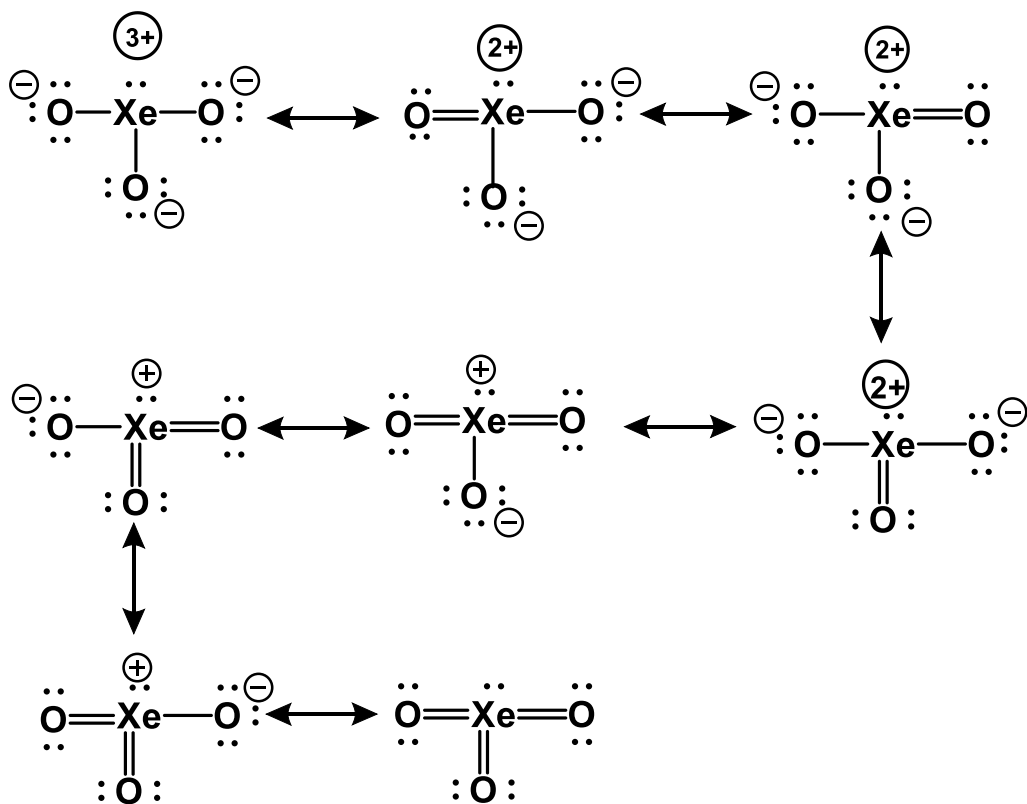 3+ 2+ 2+
⊖ O Xe O ⊖ O Xe O ⊖ ⊖ O Xe O
O ⊖ O ⊖ O ⊖
⊕ ⊕ 2+
⊖ O Xe O O Xe O ⊖ O Xe O ⊖
O O ⊖ O
⊕
O Xe O ⊖ O Xe O
O O